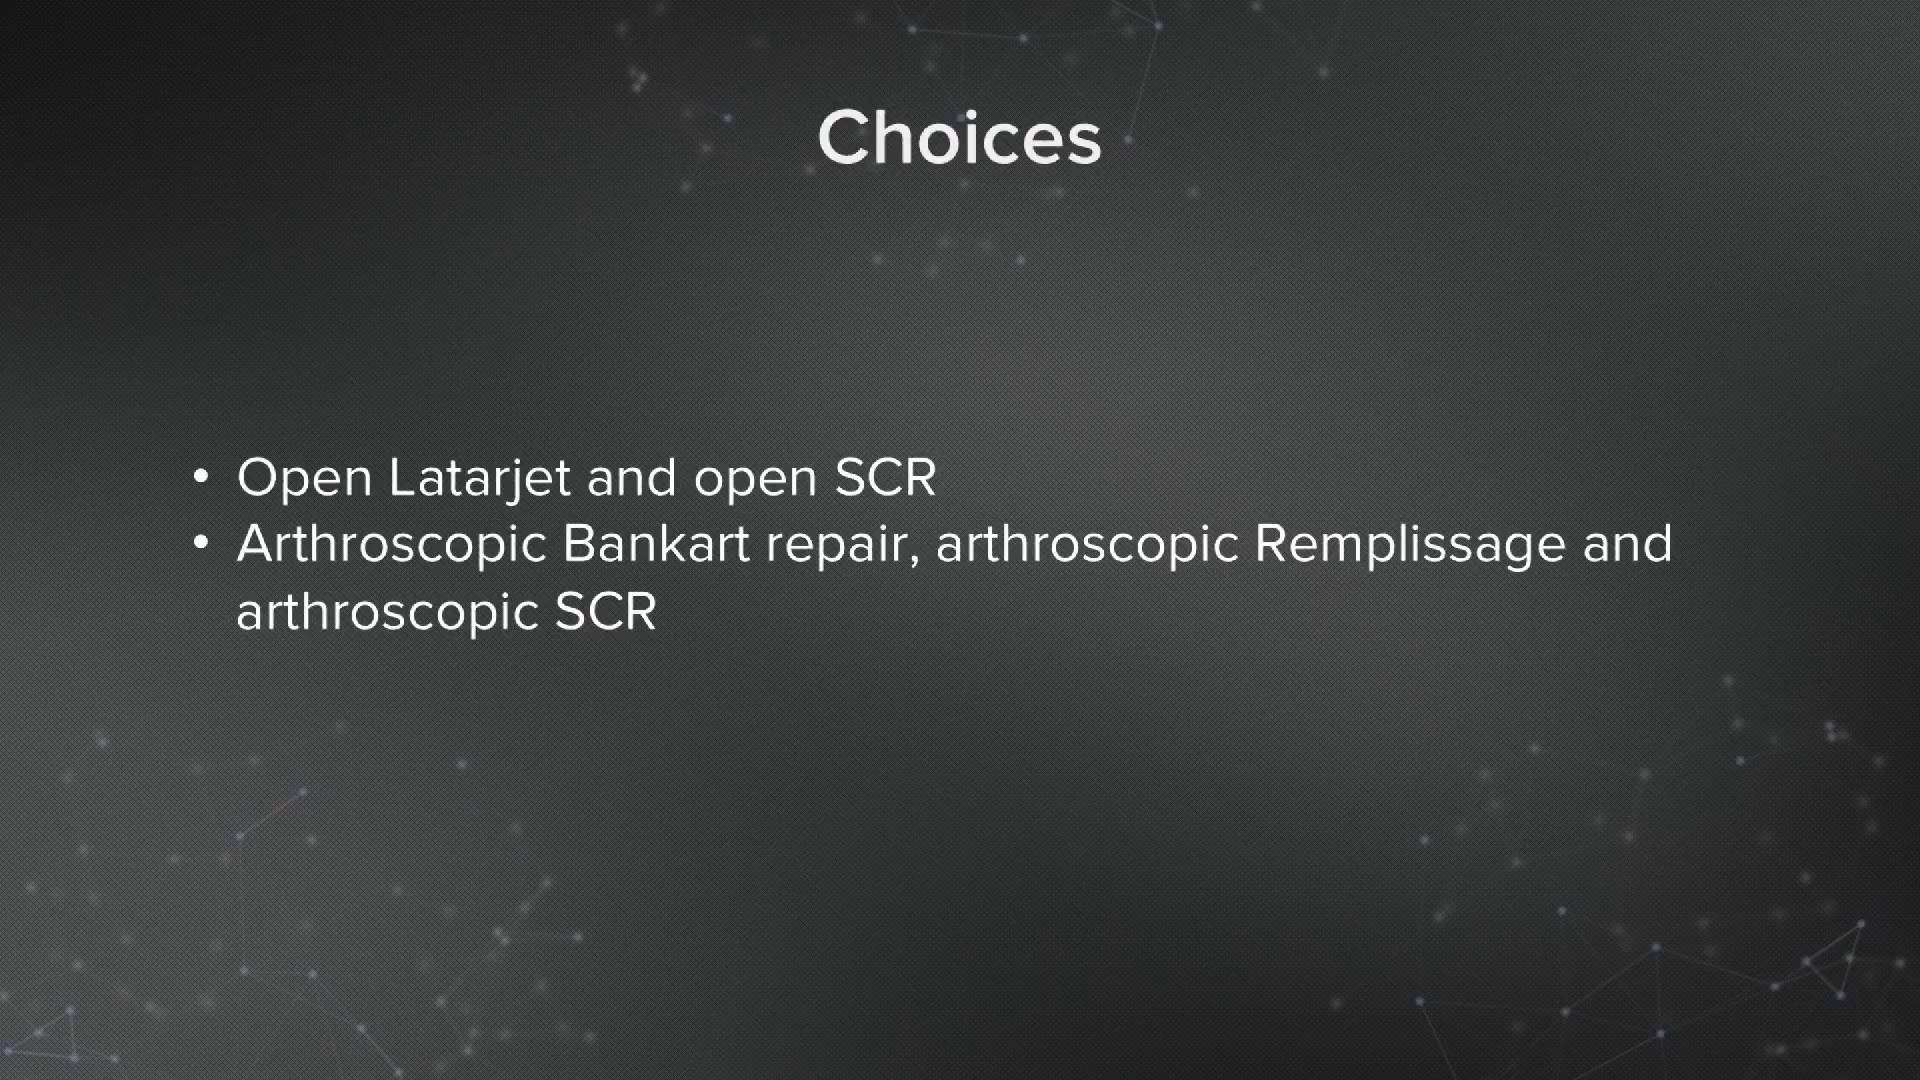 Choices
• Open Latarjet and open SCR
• Arthroscopic Bankart repair, arthroscopic Remplissage and
arthroscopic SCR